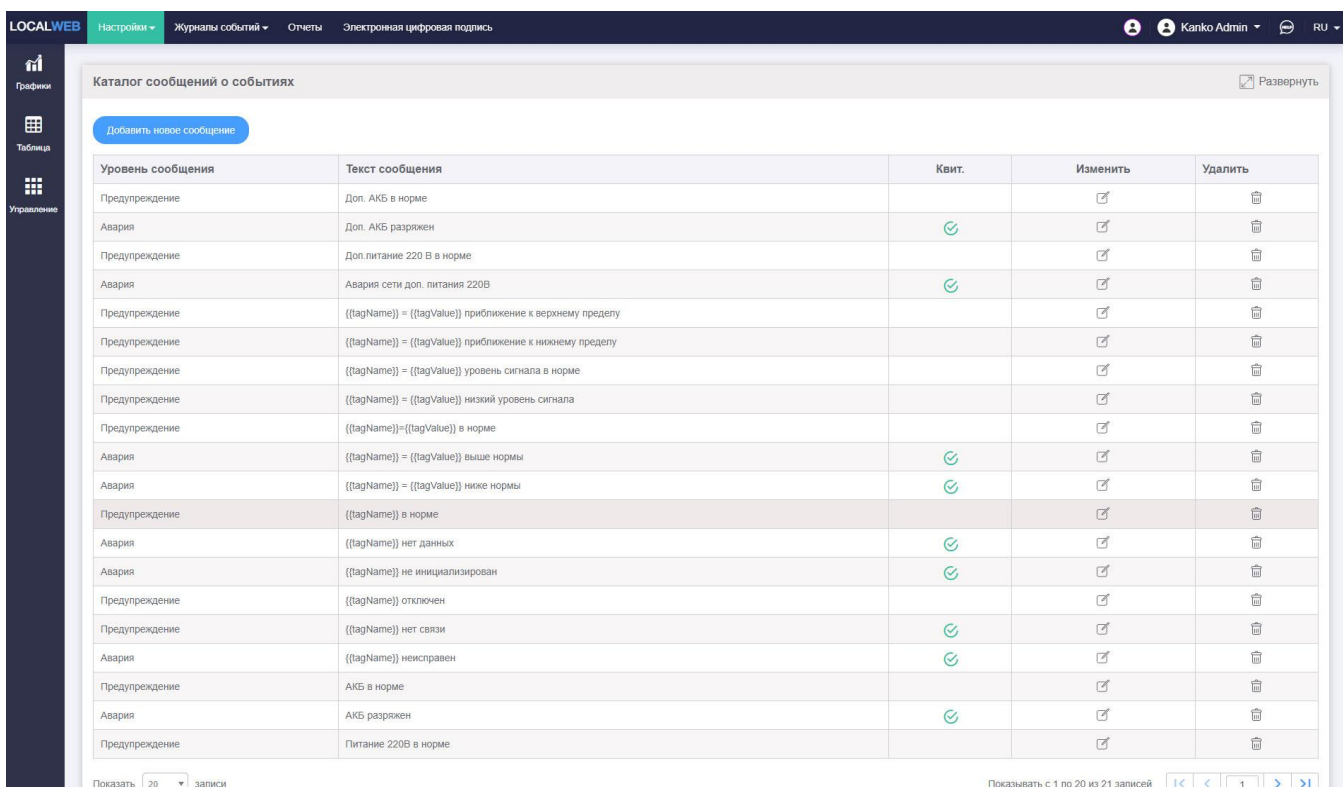 LOCALWEB Настройки Журналы событий Отчеты Электронная цифровая подпись Kanko Admin RU
Графики
Таблица
Управление
Каталог сообщений о событиях Развернуть
Добавить новое сообщение
Уровень сообщения Текст сообщения Квит. Изменить Удалить
Предупреждение Доп. АКБ в норме
Авария Доп. АКБ разряжен
Предупреждение Доп.питание 220 В в норме
Авария Авария сети доп. питания 220В
Предупреждение {{tagName}} = {{tagValue}} приближение к верхнему пределу
Предупреждение {{tagName}} = {{tagValue}} приближение к нижнему пределу
Предупреждение {{tagName}} = {{tagValue}} уровень сигнала в норме
Предупреждение {{tagName}} = {{tagValue}} низкий уровень сигнала
Предупреждение {{tagName}}={{tagValue}} в норме
Авария {{tagName}} = {{tagValue}} выше нормы
Авария {{tagName}} = {{tagValue}} ниже нормы
Предупреждение {{tagName}} в норме
Авария {{tagName}} нет данных
Авария {{tagName}} не инициализирован
Предупреждение {{tagName}} отключен
Предупреждение {{tagName}} нет связи
Авария {{tagName}} неисправен
Предупреждение АКБ в норме
Авария АКБ разряжен
Предупреждение Питание 220В в норме
Показать 20 записи Показывать с 1 по 20 из 21 записей 1